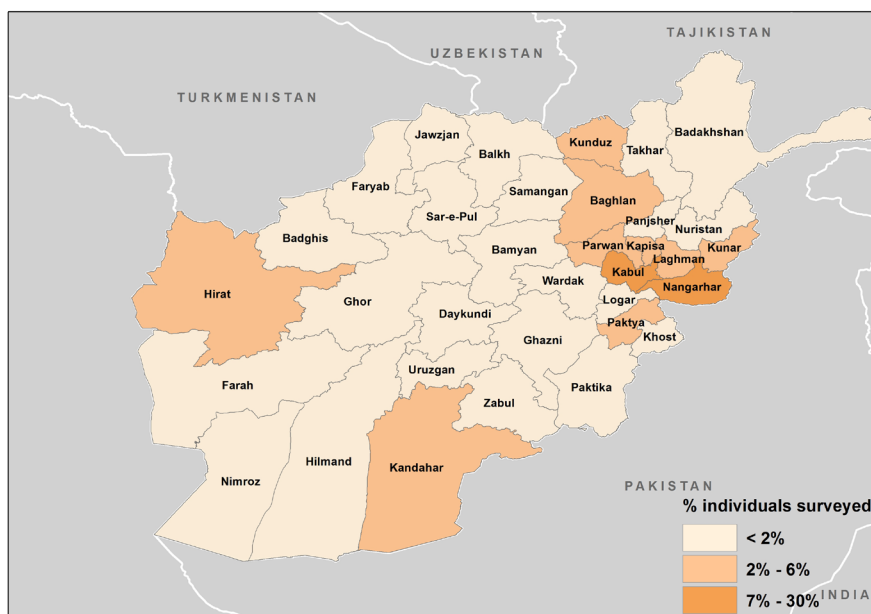 TAJIKISTAN
UZBEKISTAN
TURKMENISTAN
Jawzjan
Kunduz
Badakhshan
Takhar
Balkh
Faryab
Samangan
Baghlan
Sar-e-Pul
Panjsher
Nuristan
Badghis
Bamyan
Parwan
Kapisa
Kunar
Laghman
Kabul
Wardak
Nangarhar
Hirat
Ghor
Logar
Daykundi
Paktya
Khost
Ghazni
Uruzgan
Farah
Paktika
Zabul
Hilmand
Kandahar
Nimroz
PAKISTAN
% individuals surveyed
< 2%
2% - 6%
7% - 30%
INDIA